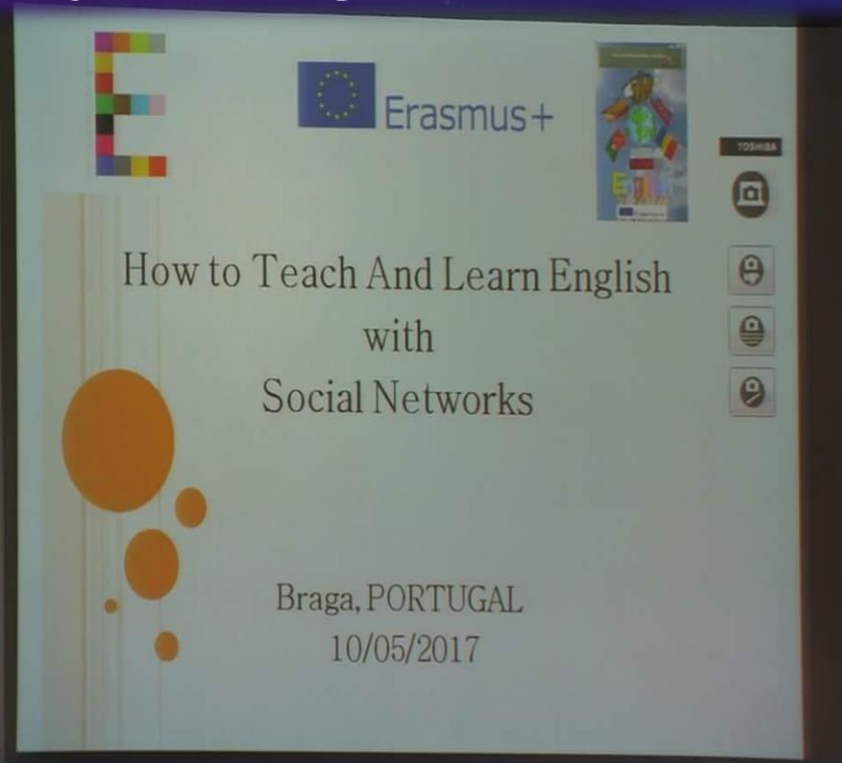 Erasmus+
TOSHIBA
How to Teach And Learn English
with
Social Networks
Braga, PORTUGAL
10/05/2017